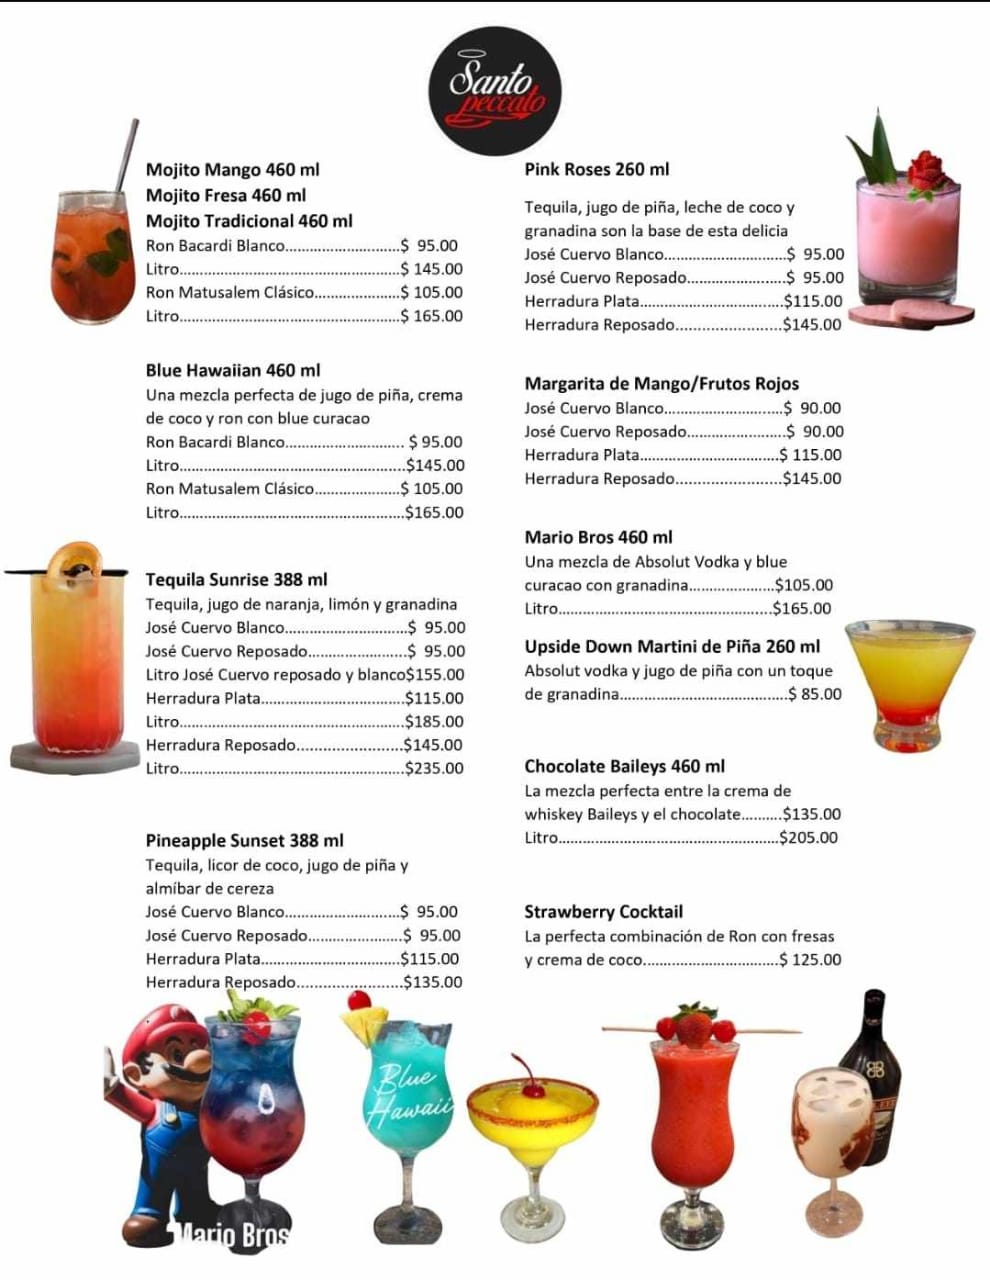 Santo
peccato
Mojito Mango 460 ml
Mojito Fresa 460 ml
Mojito Tradicional 460 ml
Ron Bacardi Blanco............................$ 95.00
Litro......................................................$ 145.00
Ron Matusalem Clásico.....................$ 105.00
Litro......................................................$ 165.00
Blue Hawaiian 460 ml
Una mezcla perfecta de jugo de piña, crema
de coco y ron con blue curacao
Ron Bacardi Blanco............................. $ 95.00
Litro.......................................................$145.00
Ron Matusalem Clásico.....................$ 105.00
Litro.......................................................$165.00
Tequila Sunrise 388 ml
Tequila, jugo de naranja, limón y granadina
José Cuervo Blanco..............................$ 95.00
José Cuervo Reposado........................$ 95.00
Litro José Cuervo reposado y blanco$155.00
Herradura Plata...................................$115.00
Litro.......................................................$185.00
Herradura Reposado..........................$145.00
Litro.......................................................$235.00
Pineapple Sunset 388 ml
Tequila, licor de coco, jugo de piña y
almíbar de cereza
José Cuervo Blanco............................$ 95.00
José Cuervo Reposado.......................$ 95.00
Herradura Plata..................................$115.00
Herradura Reposado..........................$135.00
Pink Roses 260 ml
Tequila, jugo de piña, leche de coco y
granadina son la base de esta delicia
José Cuervo Blanco..............................$ 95.00
José Cuervo Reposado........................$ 95.00
Herradura Plata...................................$115.00
Herradura Reposado..........................$145.00
Margarita de Mango/Frutos Rojos
José Cuervo Blanco.............................$ 90.00
José Cuervo Reposado........................$ 90.00
Herradura Plata..................................$ 115.00
Herradura Reposado..........................$145.00
Mario Bros 460 ml
Una mezcla de Absolut Vodka y blue
curacao con granadina.....................$105.00
Litro....................................................$165.00
Upside Down Martini de Piña 260 ml
Absolut vodka y jugo de piña con un toque
de granadina.........................................$ 85.00
Chocolate Baileys 460 ml
La mezcla perfecta entre la crema de
whiskey Baileys y el chocolate..........$135.00
Litro......................................................$205.00
Strawberry Cocktail
La perfecta combinación de Ron con fresas
y crema de coco.................................$ 125.00
Blue
Hawaii
Mario Bros